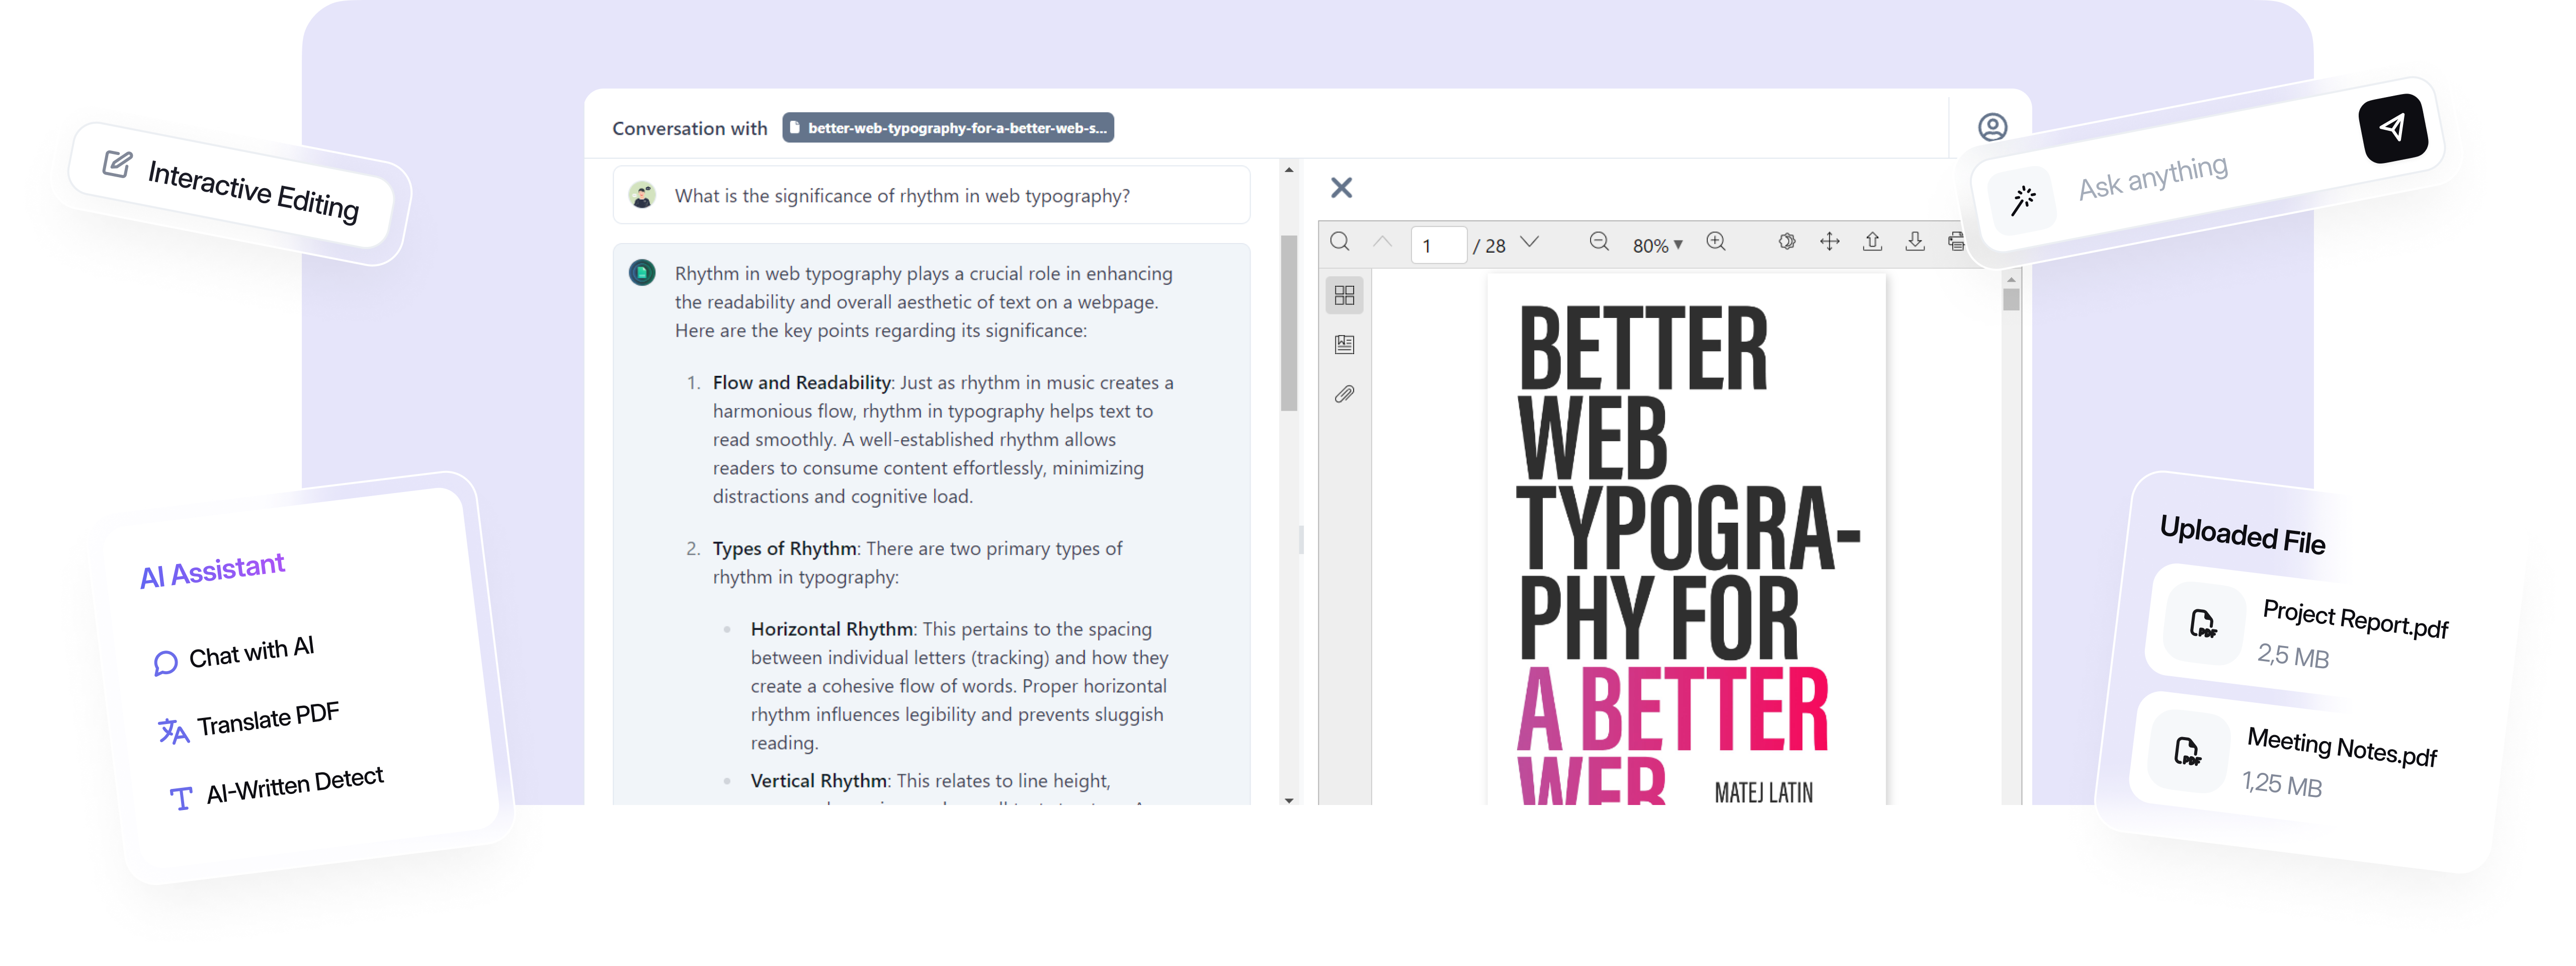 Interactive Editing
AI Assistant
Chat with AI
Translate PDF
AI-Written Detect
Conversation with
better-web-typography-for-a-better-web-s...
What is the significance of rhythm in web typography?
Rhythm in web typography plays a crucial role in enhancing
the readability and overall aesthetic of text on a webpage.
Here are the key points regarding its significance:
1. Flow and Readability: Just as rhythm in music creates a
harmonious flow, rhythm in typography helps text to
read smoothly. A well-established rhythm allows
readers to consume content effortlessly, minimizing
distractions and cognitive load.
2. Types of Rhythm: There are two primary types of
rhythm in typography:
Horizontal Rhythm: This pertains to the spacing
between individual letters (tracking) and how they
create a cohesive flow of words. Proper horizontal
rhythm influences legibility and prevents sluggish
reading.
Vertical Rhythm: This relates to line height,
1 / 28
80%
BETTER
WEB
TYPOGRA-
PHY FOR
A BETTER
WEB
MATEJ LATIN
Ask anything
Uploaded File
Project Report.pdf
2,5 MB
Meeting Notes.pdf
1,25 MB